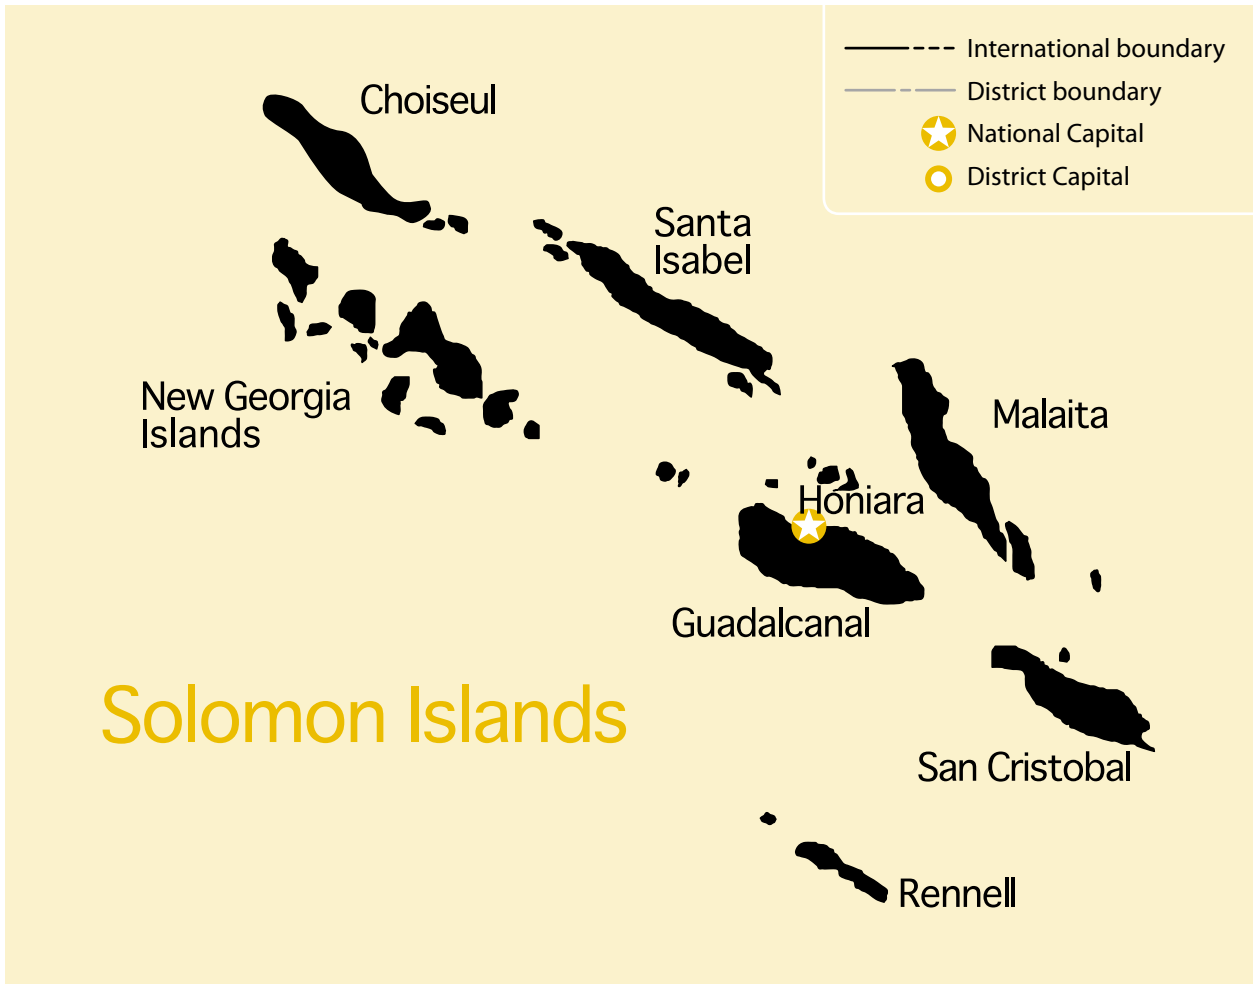 International boundary
District boundary
National Capital
District Capital
Choiseul
Santa
Isabel
New Georgia
Islands
Malaita
Honiara
Guadalcanal
Solomon Islands
San Cristobal
Rennell